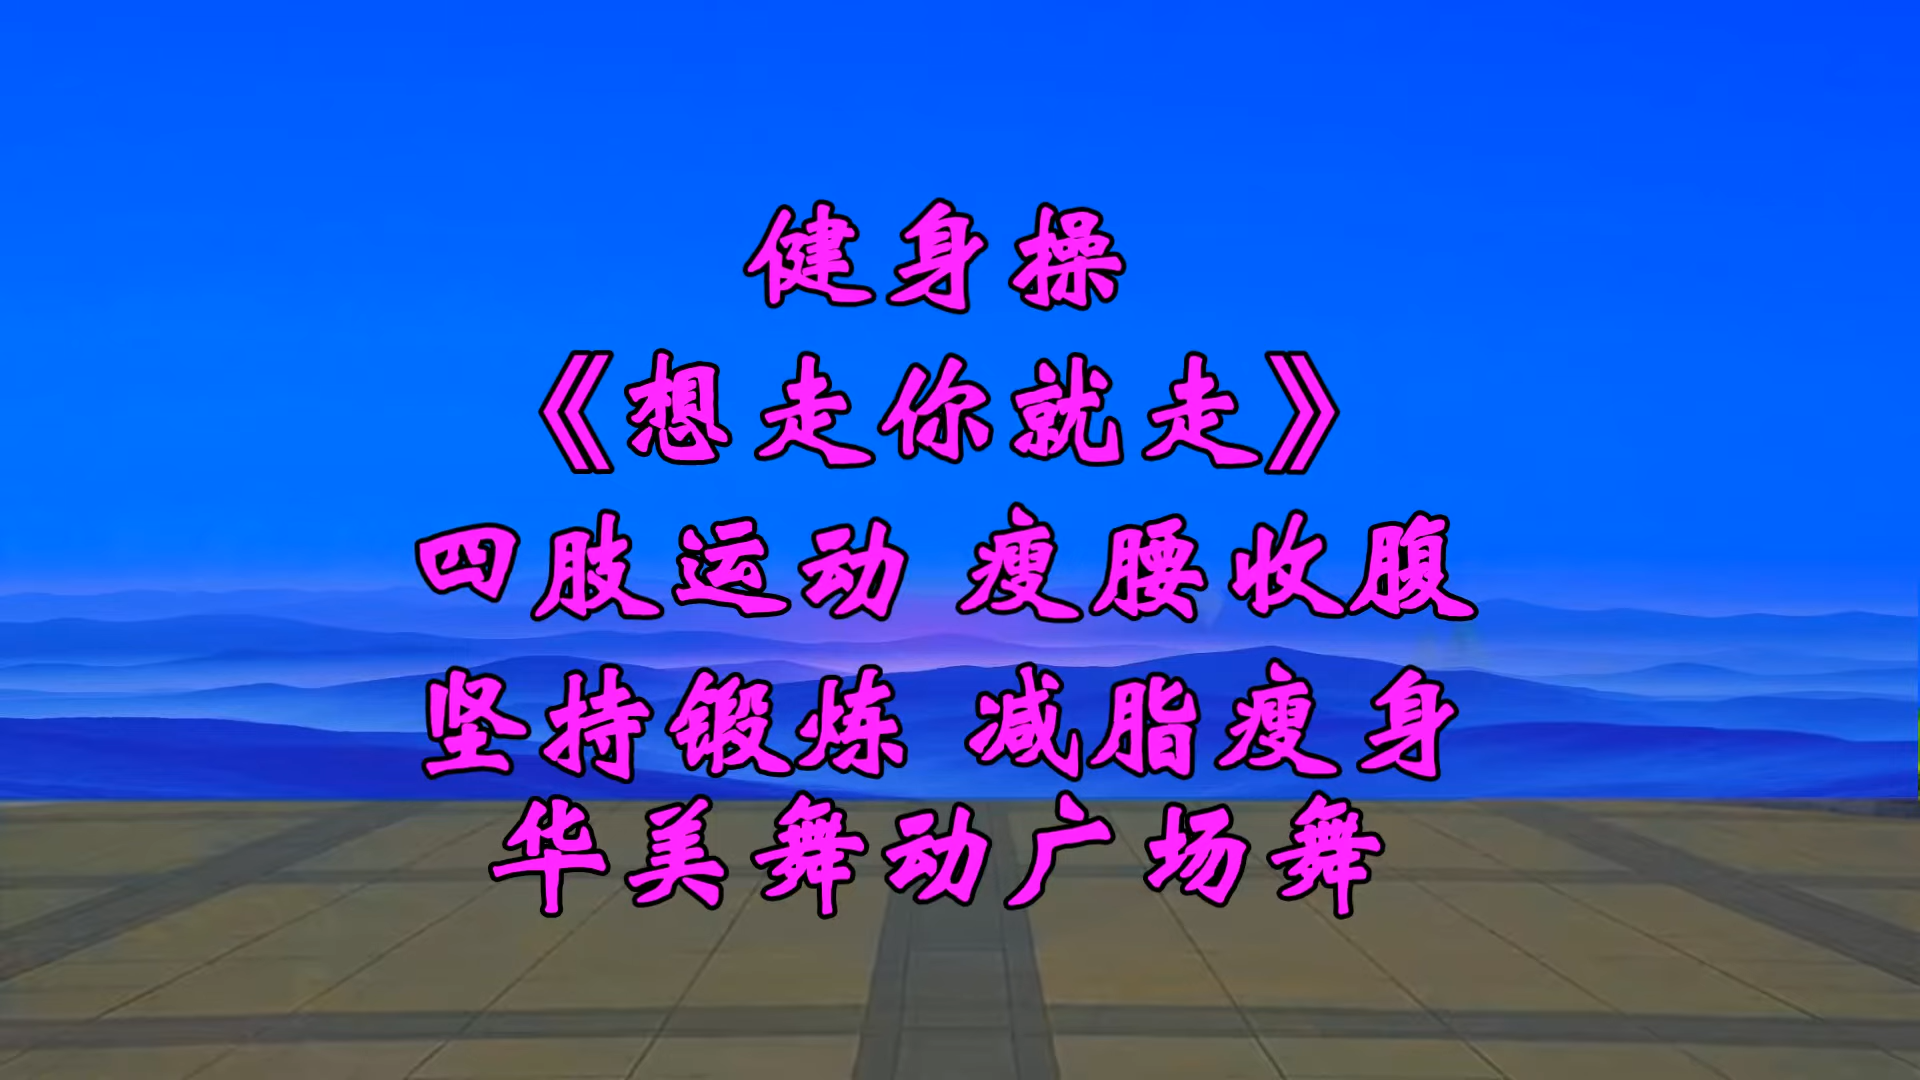 健身操
《想走你就走》
四肢运动 瘦腰收腹
坚持锻炼 减脂瘦身
华美舞动广场舞